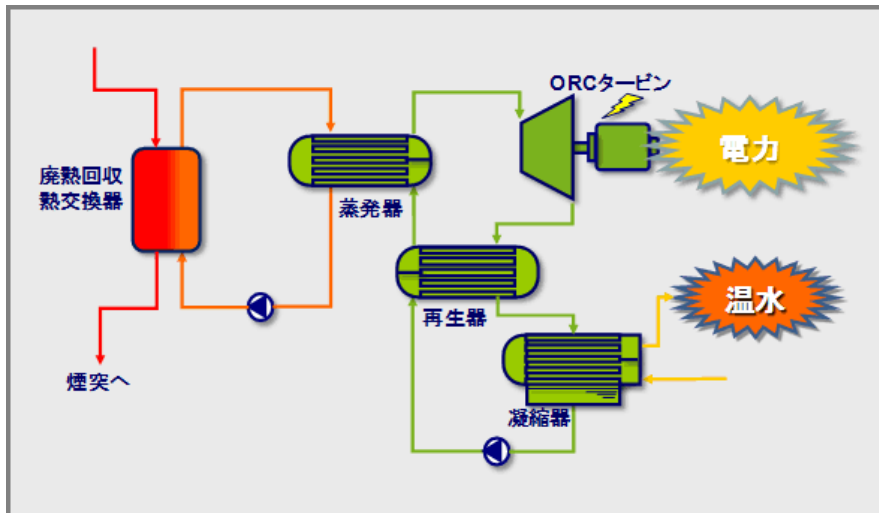 ORCタービン
電力
廃熱回収
熱交換器
蒸発器
再生器
温水
煙突へ
凝縮器